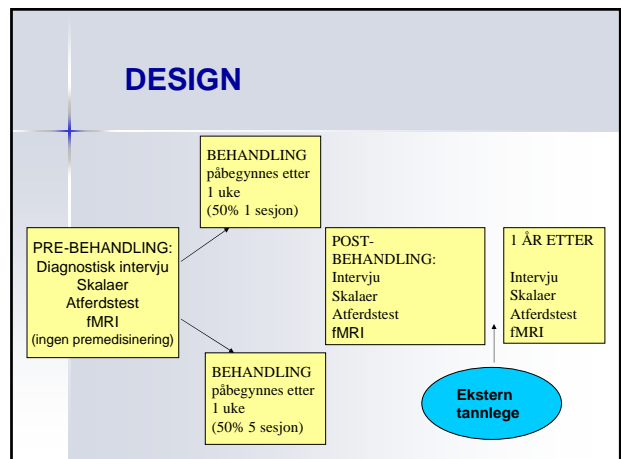 DESIGN
PRE-BEHANDLING:
Diagnostisk intervju
Skalaer
Atferdstest
fMRI
(ingen premedisinering)
BEHANDLING
påbegynnes etter
1 uke
(50% 1 sesjon)
BEHANDLING
påbegynnes etter
1 uke
(50% 5 sesjon)
POST-
BEHANDLING:
Intervju
Skalaer
Atferdstest
fMRI
1 ÅR ETTER
Intervju
Skalaer
Atferdstest
fMRI
Ekstern
tannlege